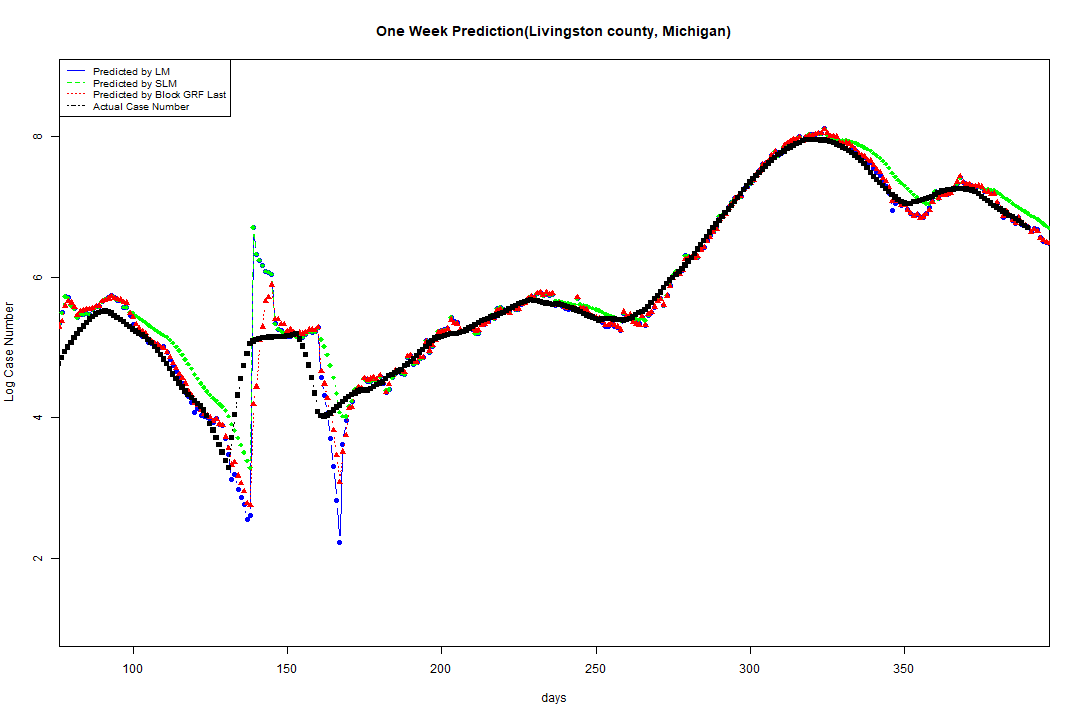 One Week Prediction(Livingston county, Michigan)
Predicted by LM
Predicted by SLM
Predicted by Block GRF Last
Actual Case Number
8
6
4
2
Log Case Number
100 150 200 250 300 350
days